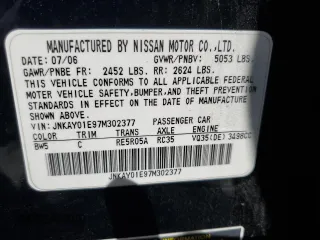 MANUFACTURED BY NISSAN MOTOR CO.,LTD.
DATE: 07/06 GVWR/PNBV: 5053 LBS.
GAWR/PNBE FR: 2452 LBS. RR: 2624 LBS.
THIS VEHICLE CONFORMS TO ALL APPLICABLE FEDERAL
MOTOR VEHICLE SAFETY, BUMPER, AND THEFT
PREVENTION STANDARDS IN EFFECT ON THE DATE OF MANUFACTURE
SHOWN ABOVE.
VIN: JNKAY01E97M302377 PASSENGER CAR
COLOR TRIM TRANS AXLE ENGINE
BW5 C RE5R05A RC35 VQ35(DE) 3498CC
JNKAY01E97M302377